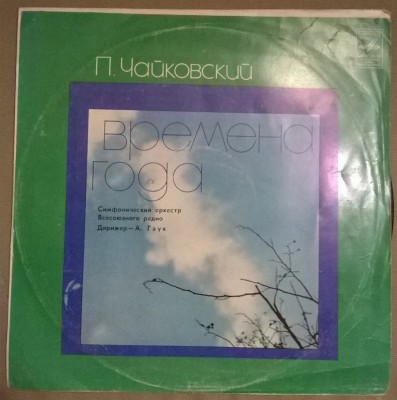 П. Чайковский
времена
года
Симфонический оркестр
Всесоюзного радио
Дирижер — А. Гаук